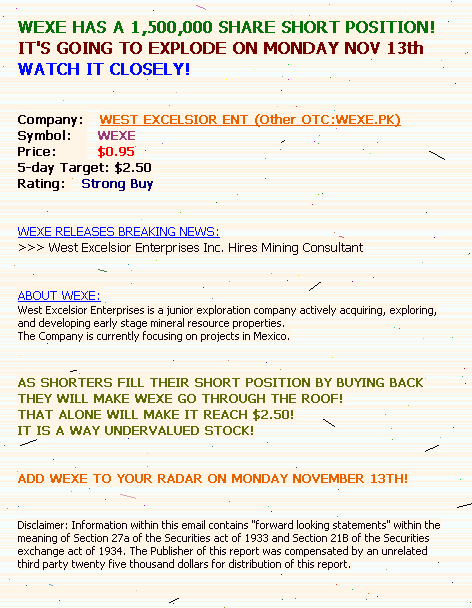 WEXE HAS A 1,500,000 SHARE SHORT POSITION!
IT'S GOING TO EXPLODE ON MONDAY NOV 13th
WATCH IT CLOSELY!
Company: WEST EXCELSIOR ENT (Other OTC:WEXE.PK)
Symbol: WEXE
Price: $0.95
5-day Target: $2.50
Rating: Strong Buy
WEXE RELEASES BREAKING NEWS:
>>> West Excelsior Enterprises Inc. Hires Mining Consultant
ABOUT WEXE:
West Excelsior Enterprises is a junior exploration company actively acquiring, exploring,
and developing early stage mineral resource properties.
The Company is currently focusing on projects in Mexico.
AS SHORTERS FILL THEIR SHORT POSITION BY BUYING BACK
THEY WILL MAKE WEXE GO THROUGH THE ROOF!
THAT ALONE WILL MAKE IT REACH $2.50!
IT IS A WAY UNDERVALUED STOCK!
ADD WEXE TO YOUR RADAR ON MONDAY NOVEMBER 13TH!
Disclaimer: Information within this email contains "forward looking statements" within the
meaning of Section 27a of the Securities act of 1933 and Section 21B of the Securities
exchange act of 1934. The Publisher of this report was compensated by an unrelated
third party twenty five thousand dollars for distribution of this report.